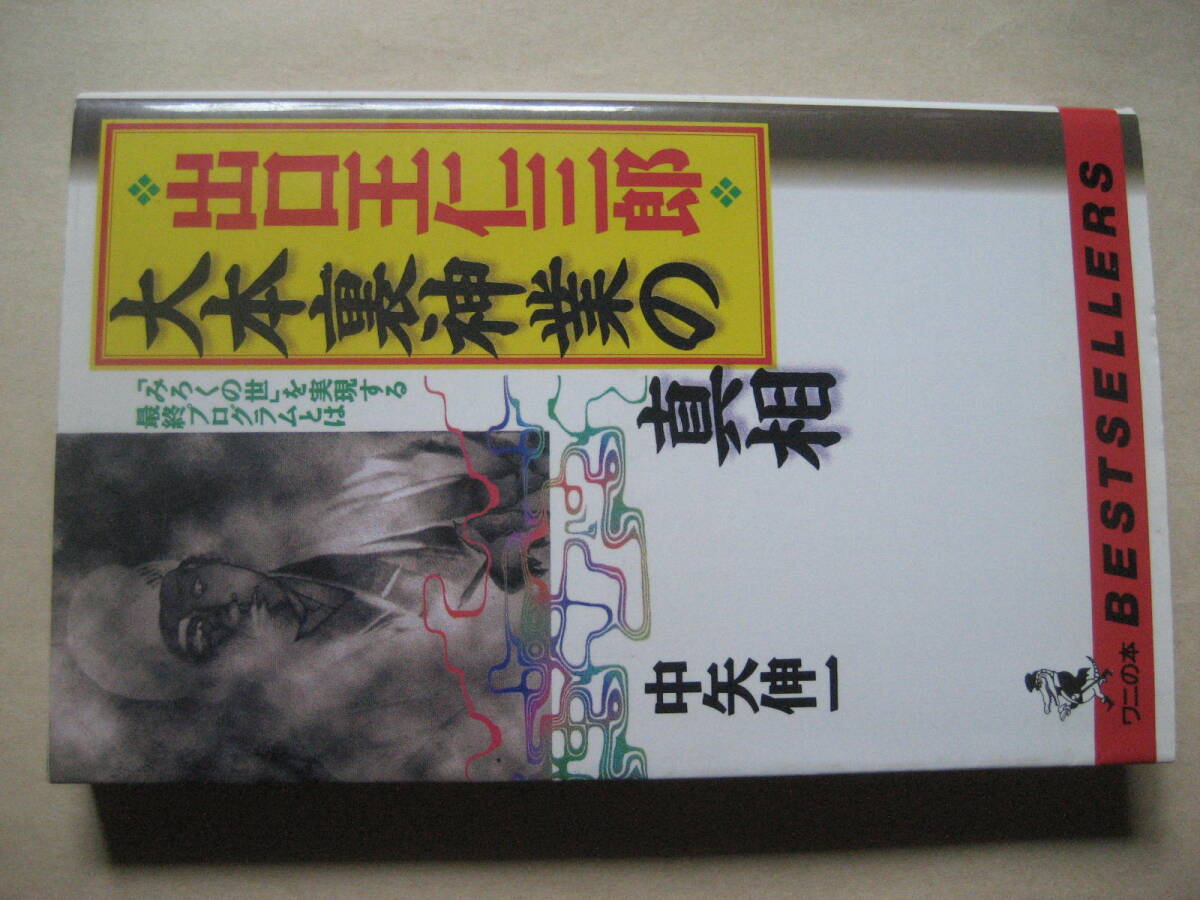 出口王仁三郎
大本裏神業の
真相
「みろくの世」を実現する
最終プログラムとは
中矢伸一
ワニの本 BESTSELLERS